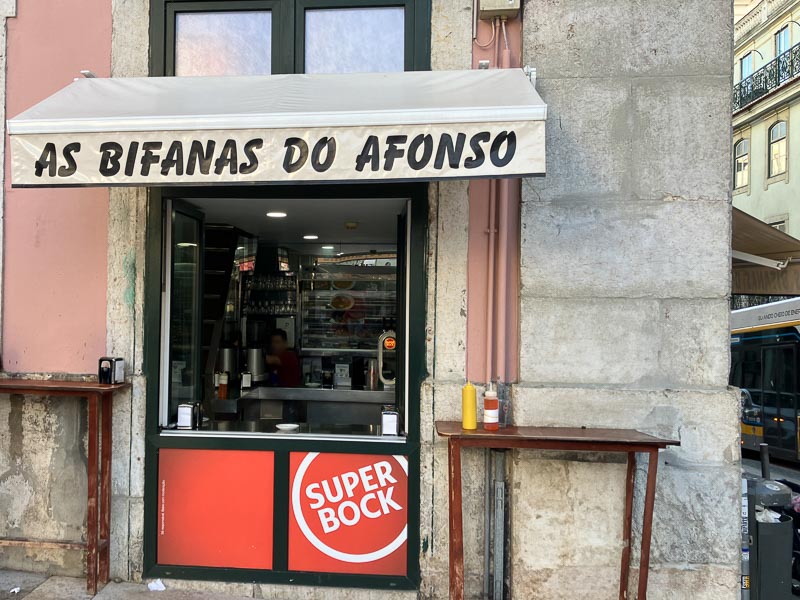 AS BIFANAS DO AFONSO
SUPER
BOCK